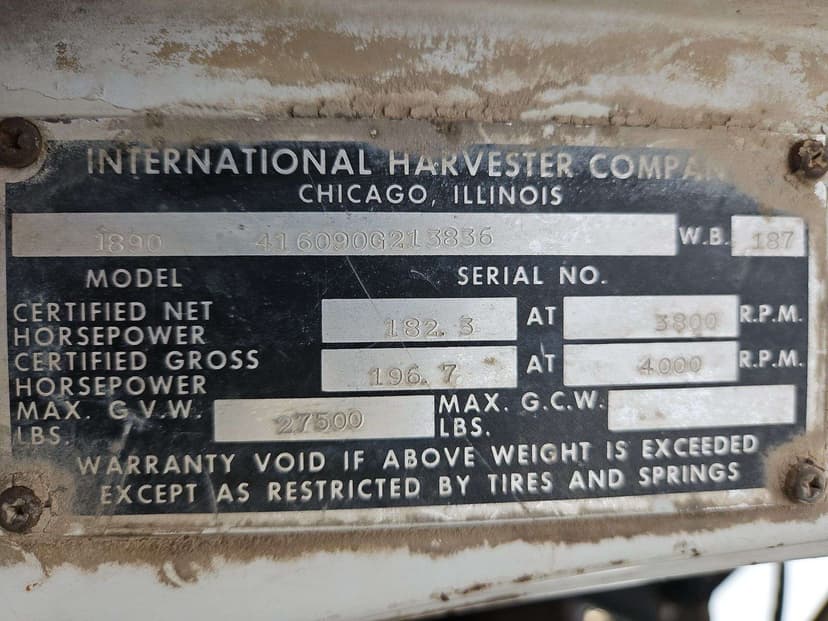 INTERNATIONAL HARVESTER COMPAN
CHICAGO, ILLINOIS
1890 416090G213836 W.B. 187
MODEL SERIAL NO.
CERTIFIED NET HORSEPOWER 182.3 AT 3800 R.P.M.
CERTIFIED GROSS HORSEPOWER 196.7 AT 4000 R.P.M.
MAX. G.V.W. LBS. 27500 MAX. G.C.W. LBS.
WARRANTY VOID IF ABOVE WEIGHT IS EXCEEDED
EXCEPT AS RESTRICTED BY TIRES AND SPRINGS